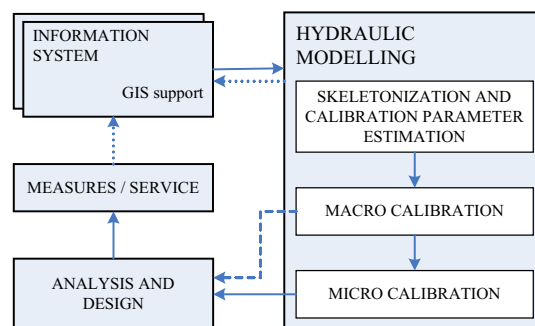 INFORMATION
SYSTEM
GIS support
MEASURES / SERVICE
ANALYSIS AND
DESIGN
HYDRAULIC
MODELLING
SKELETONIZATION AND
CALIBRATION PARAMETER
ESTIMATION
MACRO CALIBRATION
MICRO CALIBRATION